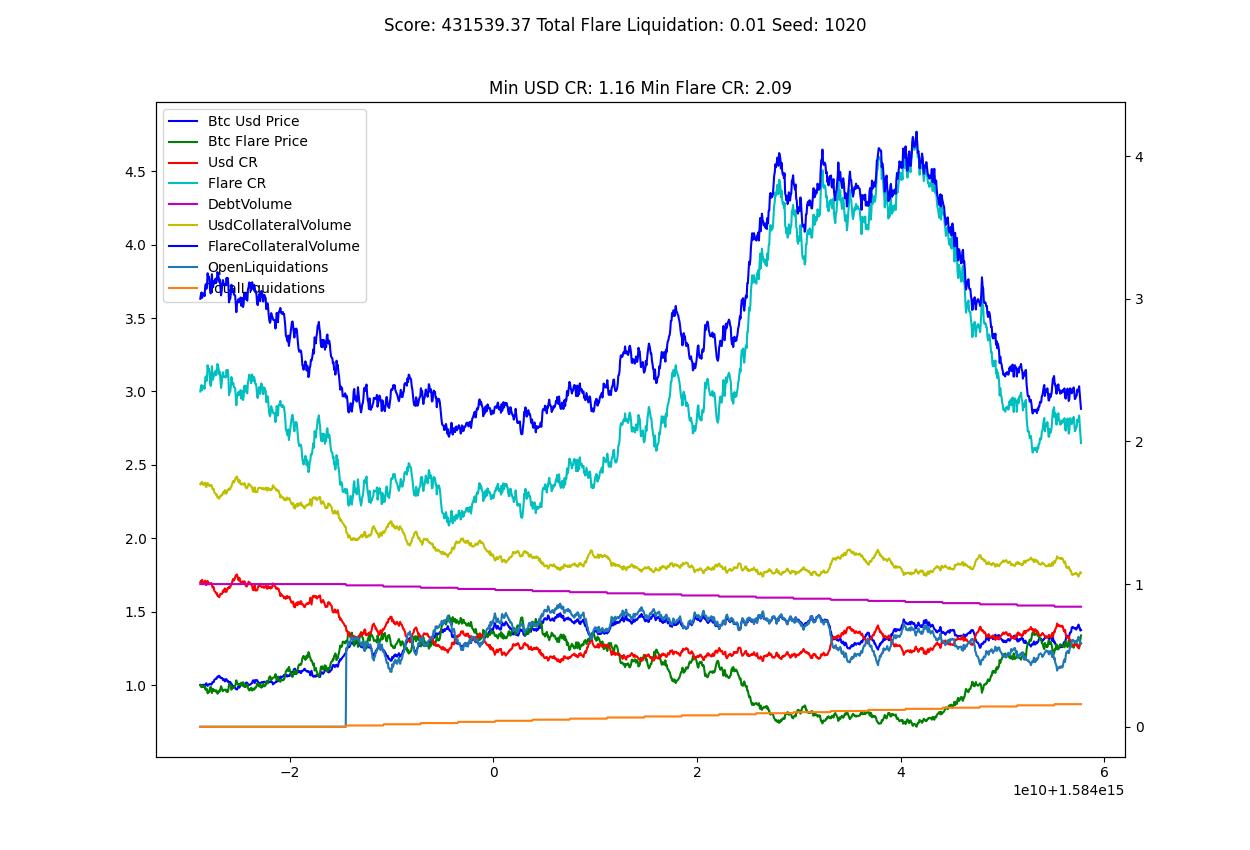 Score: 431539.37 Total Flare Liquidation: 0.01 Seed: 1020
Min USD CR: 1.16 Min Flare CR: 2.09
Btc Usd Price
Btc Flare Price
Usd CR
Flare CR
DebtVolume
UsdCollateralVolume
FlareCollateralVolume
OpenLiquidations
TotalLiquidations
4.5
4.0
3.5
3.0
2.5
2.0
1.5
1.0
4
3
2
1
0
−2
0
2
4
6
1e10+1.584e15